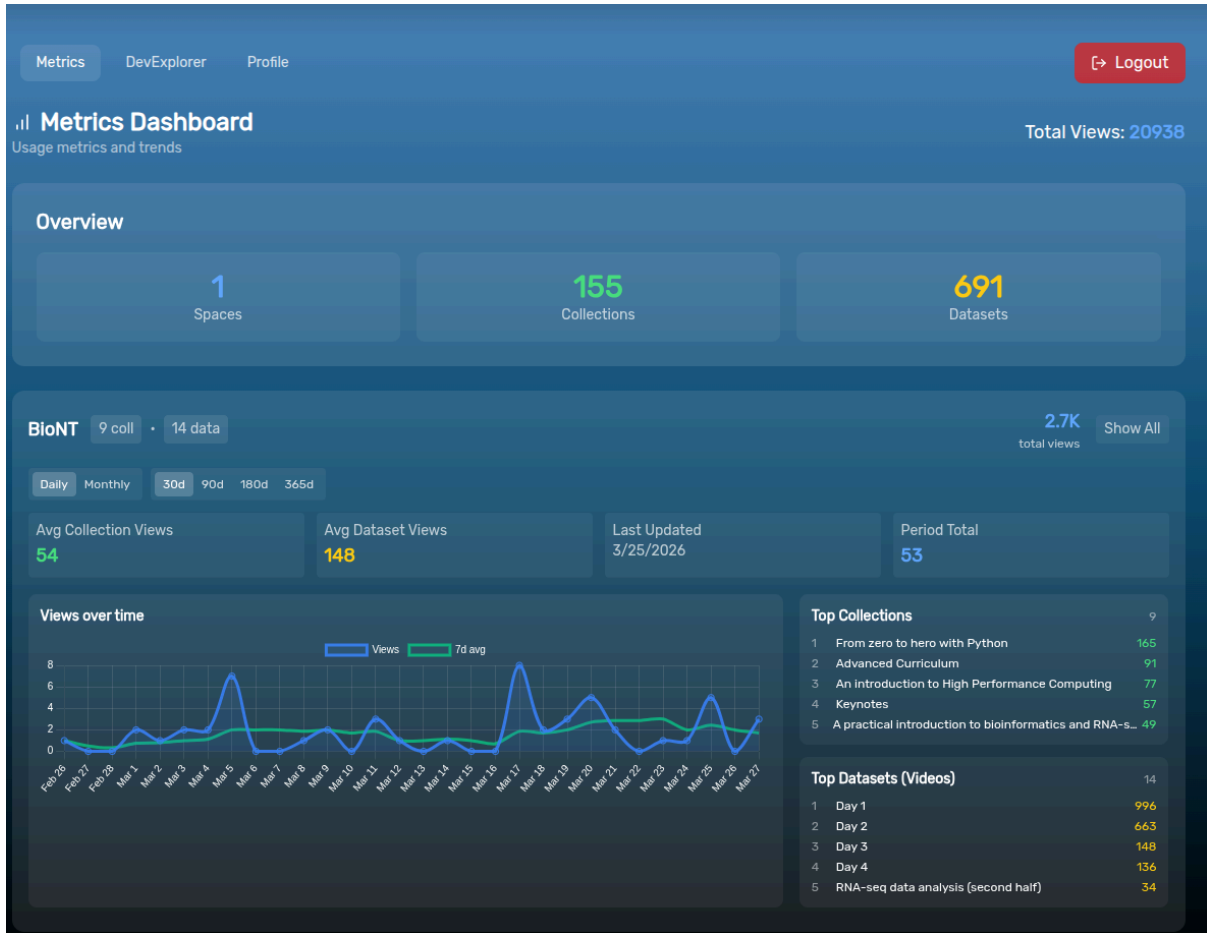 Metrics DevExplorer Profile Logout
Metrics Dashboard
Usage metrics and trends
Total Views: 20938
Overview
1
Spaces
155
Collections
691
Datasets
BioNT 9 coll • 14 data
2.7K
total views
Show All
Daily Monthly 30d 90d 180d 365d
Avg Collection Views
54
Avg Dataset Views
148
Last Updated
3/25/2026
Period Total
53
Views over time
Views 7d avg
8
6
4
2
0
Feb 26 Feb 27 Feb 28 Mar 1 Mar 2 Mar 3 Mar 4 Mar 5 Mar 6 Mar 7 Mar 8 Mar 9 Mar 10 Mar 11 Mar 12 Mar 13 Mar 14 Mar 15 Mar 16 Mar 17 Mar 18 Mar 19 Mar 20 Mar 21 Mar 22 Mar 23 Mar 24 Mar 25 Mar 26 Mar 27
Top Collections 9
1 From zero to hero with Python 165
2 Advanced Curriculum 91
3 An introduction to High Performance Computing 77
4 Keynotes 57
5 A practical introduction to bioinformatics and RNA-s... 49
Top Datasets (Videos) 14
1 Day 1 996
2 Day 2 663
3 Day 3 148
4 Day 4 136
5 RNA-seq data analysis (second half) 34